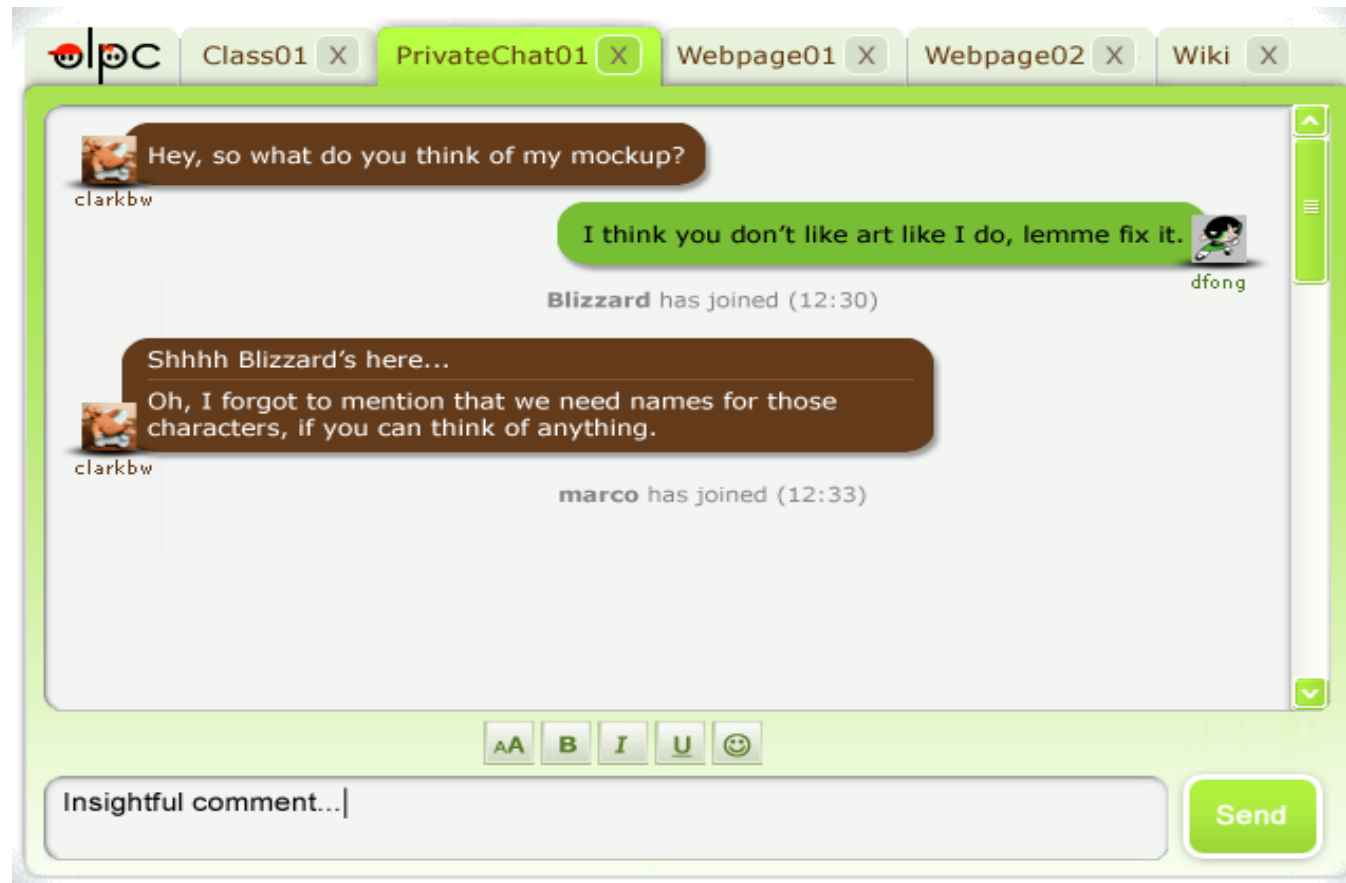 olpc Class01 X PrivateChat01 X Webpage01 X Webpage02 X Wiki X
Hey, so what do you think of my mockup?
clarkbw
I think you don't like art like I do, lemme fix it.
dfong
Blizzard has joined (12:30)
Shhhh Blizzard's here...
Oh, I forgot to mention that we need names for those
characters, if you can think of anything.
clarkbw
marco has joined (12:33)
AA B I U
Insightful comment...
Send